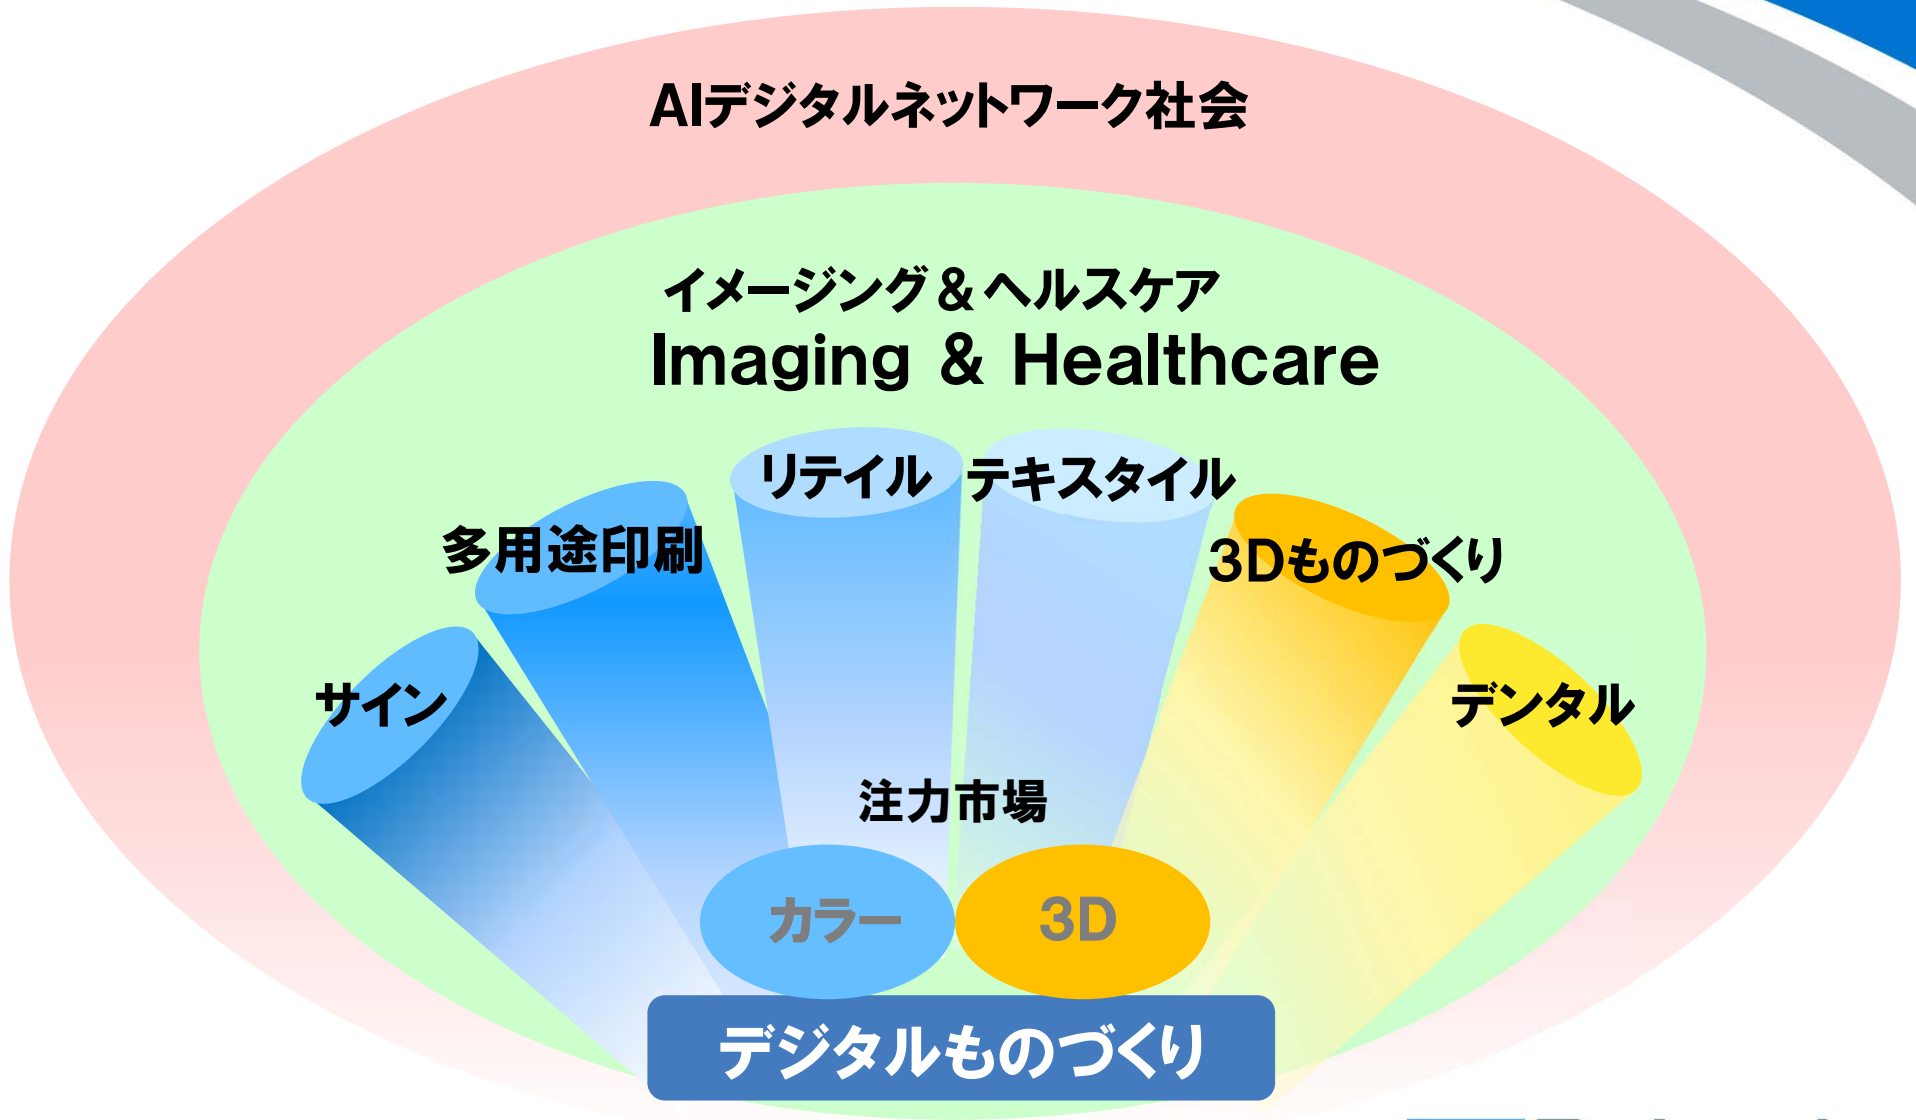 AIデジタルネットワーク社会
イメージング&ヘルスケア
Imaging & Healthcare
リテイル
テキスタイル
多用途印刷
3Dものづくり
サイン
デンタル
注力市場
カラー
3D
デジタルものづくり